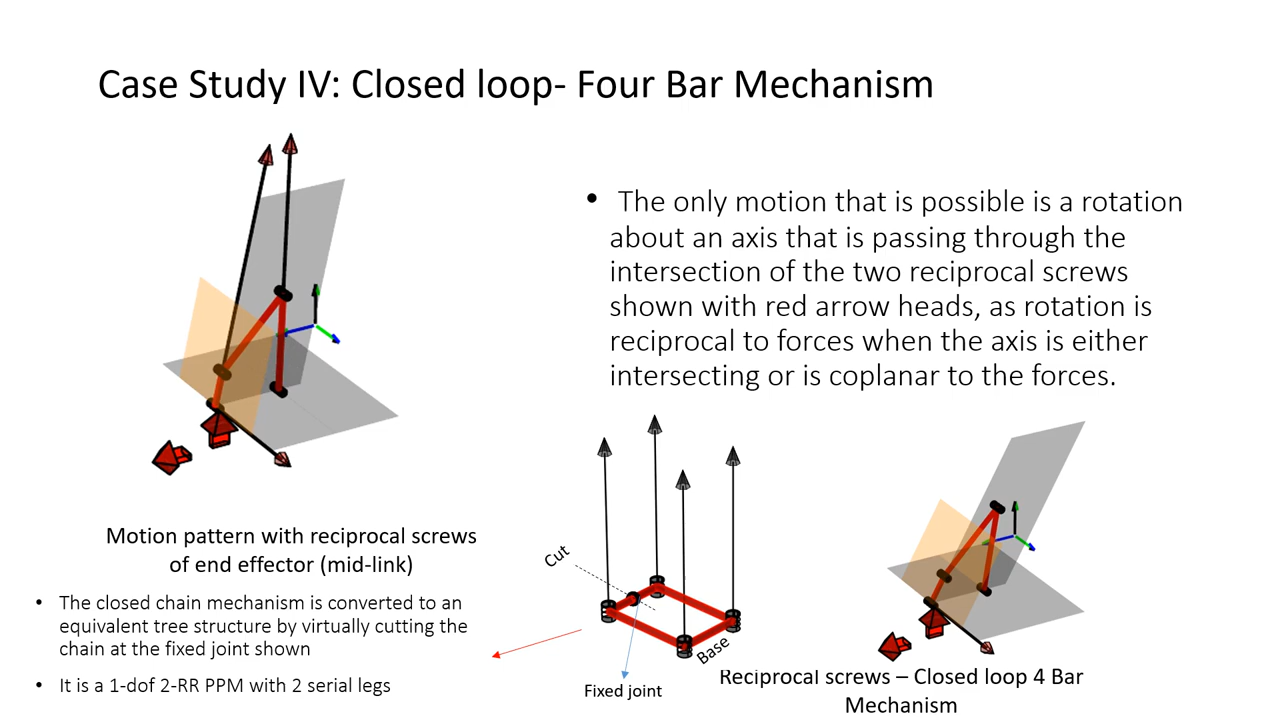 Case Study IV: Closed loop- Four Bar Mechanism
• The only motion that is possible is a rotation
about an axis that is passing through the
intersection of the two reciprocal screws
shown with red arrow heads, as rotation is
reciprocal to forces when the axis is either
intersecting or is coplanar to the forces.
Motion pattern with reciprocal screws
of end effector (mid-link)
• The closed chain mechanism is converted to an
equivalent tree structure by virtually cutting the
chain at the fixed joint shown
• It is a 1-dof 2-RR PPM with 2 serial legs
Cut
Base
Fixed joint
Reciprocal screws – Closed loop 4 Bar
Mechanism